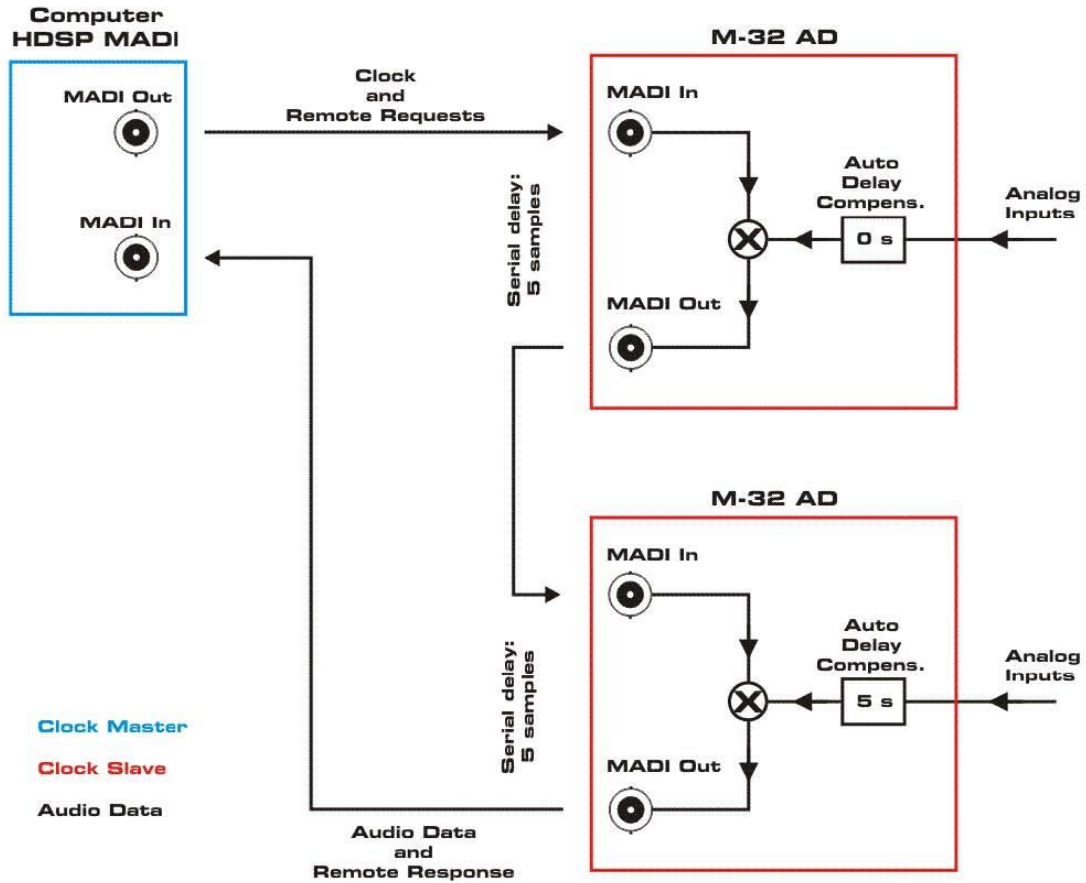 Computer
HDSP MADI
MADI Out
MADI In
Clock
and
Remote Requests
M-32 AD
MADI In
Auto
Delay
Compens.
0 s
Analog
Inputs
Serial delay:
5 samples
MADI Out
M-32 AD
MADI In
Auto
Delay
Compens.
5 s
Analog
Inputs
Serial delay:
5 samples
MADI Out
Clock Master
Clock Slave
Audio Data
Audio Data
and
Remote Response